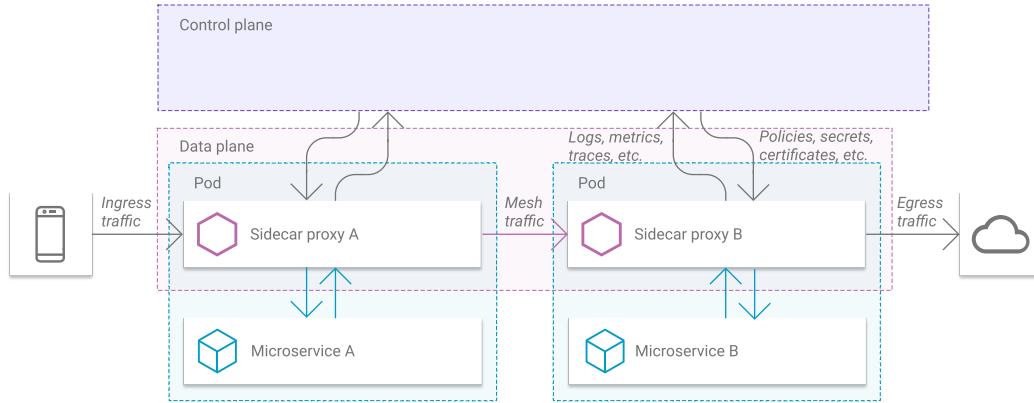 Control plane
Logs, metrics,
traces, etc.
Policies, secrets,
certificates, etc.
Data plane
Pod
Pod
Ingress
traffic
Sidecar proxy A
Mesh
traffic
Sidecar proxy B
Egress
traffic
Microservice A
Microservice B